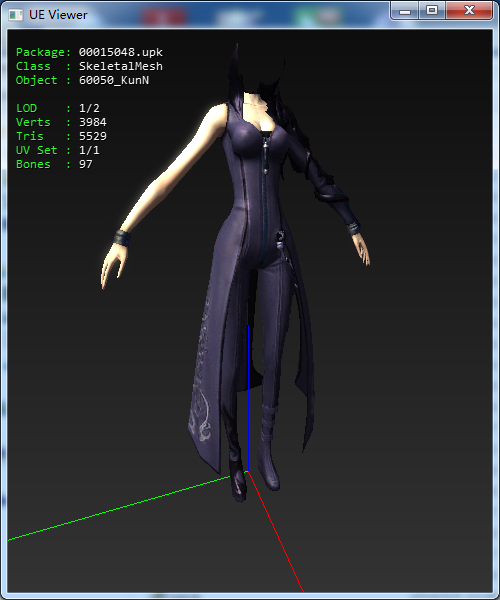 UE Viewer
Package: 00015048.upk
Class : SkeletalMesh
Object : 60050_KunN
LOD : 1/2
Verts : 3984
Tris : 5529
UV Set : 1/1
Bones : 97